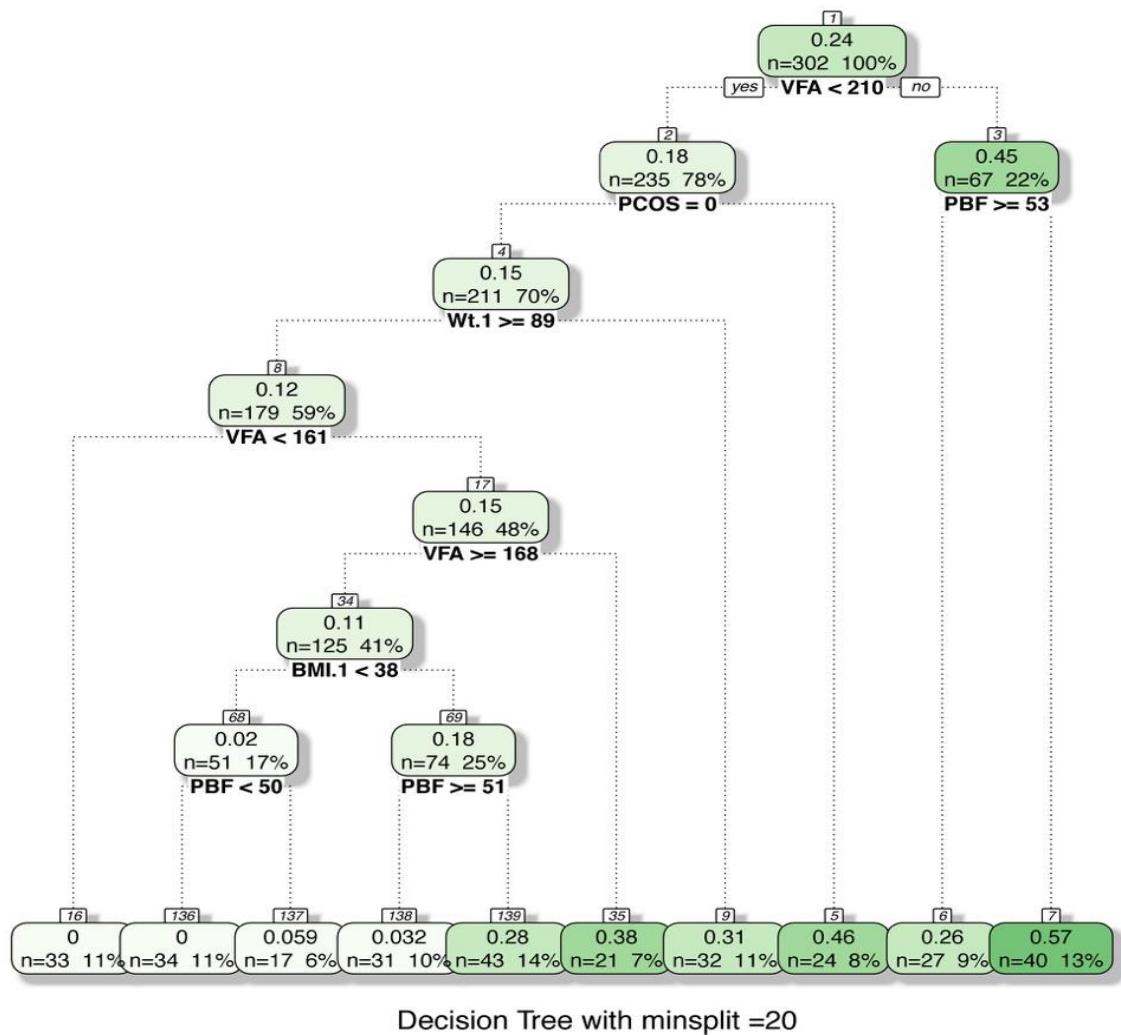 1
0.24
n=302 100%
yes VFA < 210 no
2 3
0.18 0.45
n=235 78% n=67 22%
PCOS = 0 PBF >= 53
4
0.15
n=211 70%
Wt.1 >= 89
8
0.12
n=179 59%
VFA < 161
17
0.15
n=146 48%
VFA >= 168
34
0.11
n=125 41%
BMI.1 < 38
68 69
0.02 0.18
n=51 17% n=74 25%
PBF < 50 PBF >= 51
16 136 137 138 139 35 9 5 6 7
0 0 0.059 0.032 0.28 0.38 0.31 0.46 0.26 0.57
n=33 11% n=34 11% n=17 6% n=31 10% n=43 14% n=21 7% n=32 11% n=24 8% n=27 9% n=40 13%
Decision Tree with minsplit =20